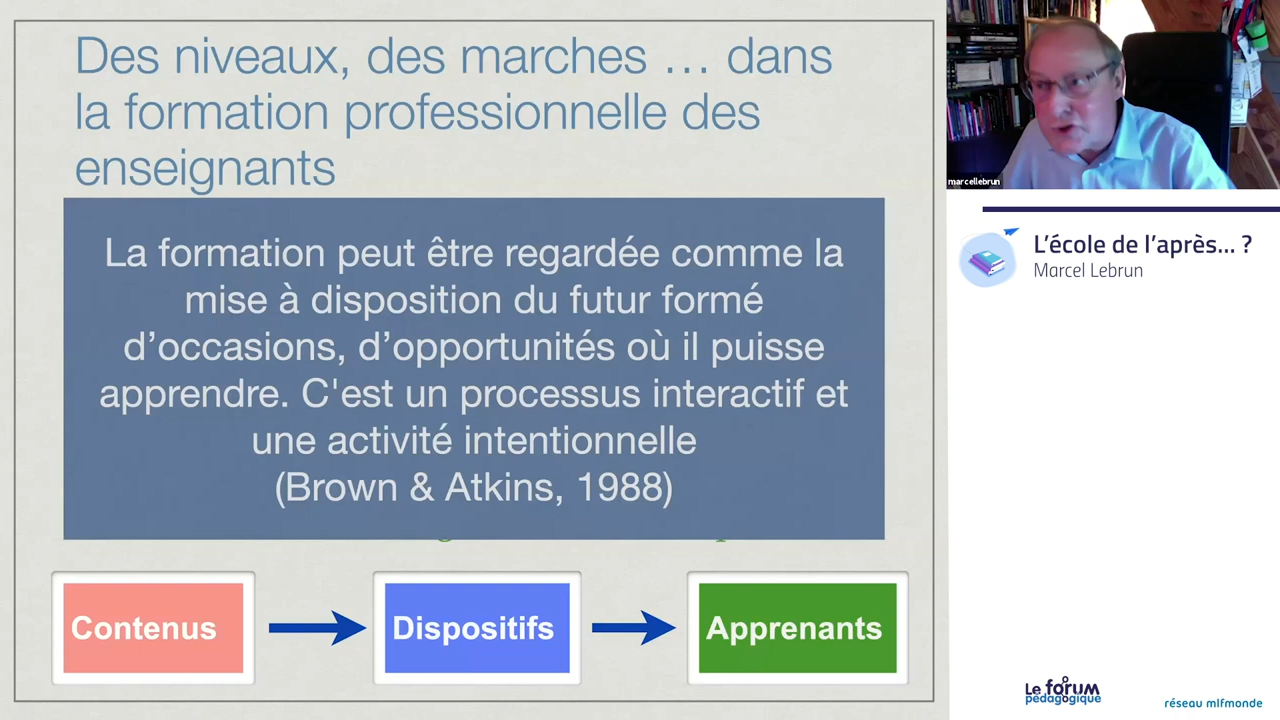 Des niveaux, des marches … dans
la formation professionnelle des
enseignants
La formation peut être regardée comme la
mise à disposition du futur formé
d’occasions, d’opportunités où il puisse
apprendre. C'est un processus interactif et
une activité intentionnelle
(Brown & Atkins, 1988)
Contenus
Dispositifs
Apprenants
marcellebrun
L’école de l’après... ?
Marcel Lebrun
Le forum
pédagogique
réseau mlfmonde